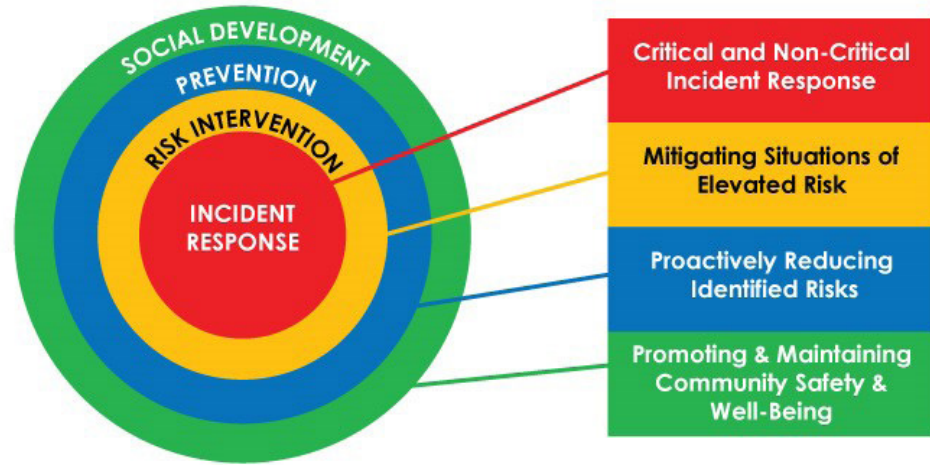 SOCIAL DEVELOPMENT
PREVENTION
RISK INTERVENTION
INCIDENT
RESPONSE
Critical and Non-Critical
Incident Response
Mitigating Situations of
Elevated Risk
Proactively Reducing
Identified Risks
Promoting & Maintaining
Community Safety &
Well-Being